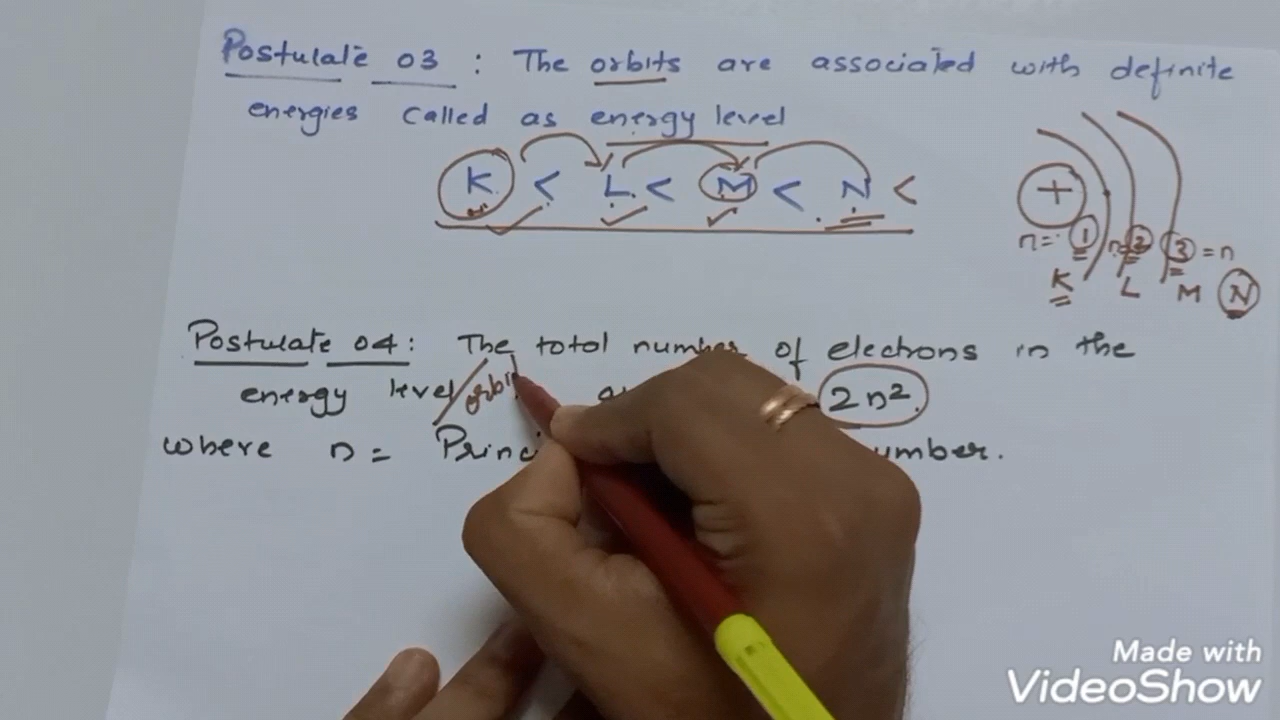 Postulate 03 : The orbits are associated with definite
energies called as energy level
K < L < M < N <
+
n= 1 n= 2 3 = n
K L M N
Postulate 04: The total number of electrons in the
energy level/orbit 2n².
where n =
Made with
VideoShow